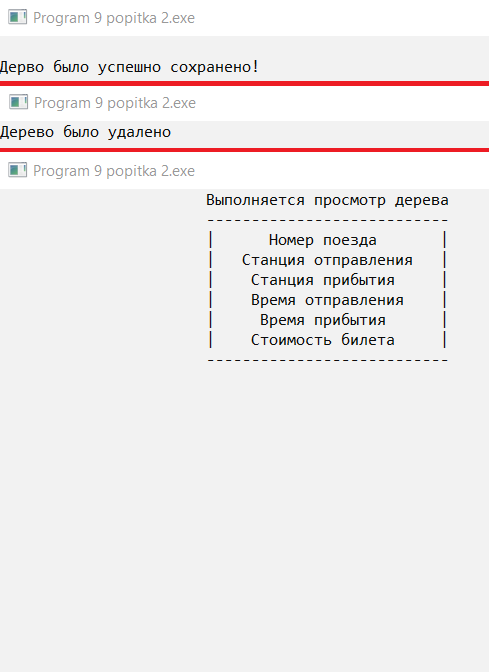 Program 9 popitka 2.exe
Дерво было успешно сохранено!
Program 9 popitka 2.exe
Дерево было удалено
Program 9 popitka 2.exe
Выполняется просмотр дерева
---------------------------
| Номер поезда |
| Станция отправления |
| Станция прибытия |
| Время отправления |
| Время прибытия |
| Стоимость билета |
---------------------------